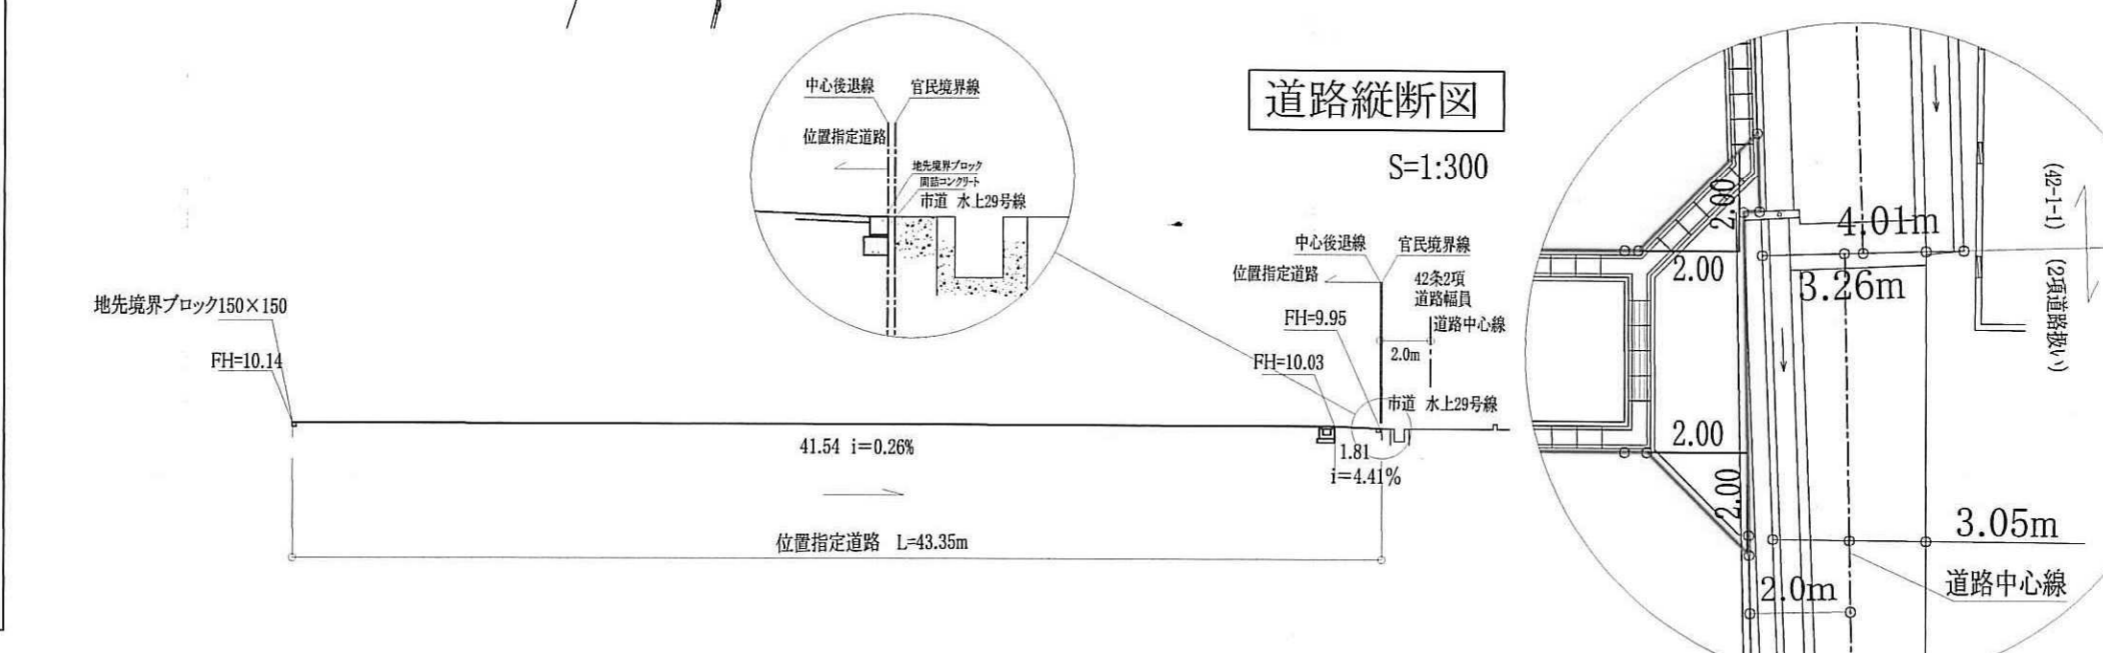 道路縦断図
S=1:300
中心後退線
官民境界線
位置指定道路
地先境界ブロック
間詰コンクリート
市道 水上29号線
地先境界ブロック150×150
FH=10.14
41.54 i=0.26%
位置指定道路 L=43.35m
中心後退線
官民境界線
位置指定道路
42条2項
道路幅員
FH=9.95
道路中心線
2.0m
FH=10.03
市道 水上29号線
1.81
i=4.41%
2.00
2.00
4.01m
3.26m
(42-1-1)
(2項道路扱い)
2.00
2.00
3.05m
道路中心線
2.0m